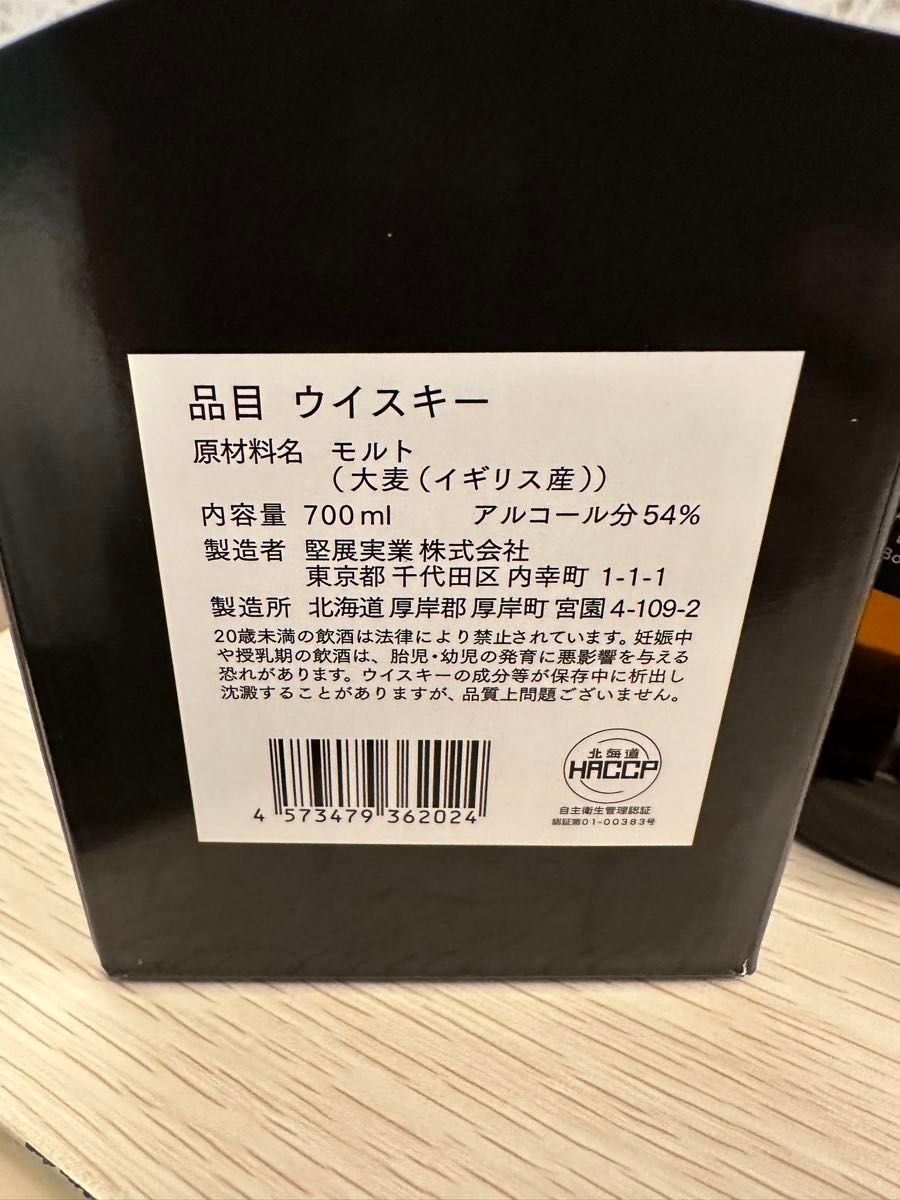 品目 ウイスキー
原材料名 モルト
（大麦（イギリス産））
内容量 700ml アルコール分54%
製造者 堅展実業株式会社
東京都千代田区内幸町 1-1-1
製造所 北海道厚岸郡厚岸町宮園4-109-2
20歳未満の飲酒は法律により禁止されています。妊娠中
や授乳期の飲酒は、胎児・幼児の発育に悪影響を与える
恐れがあります。ウイスキーの成分等が保存中に析出し
沈澱することがありますが、品質上問題ございません。
4 573479 362024
北海道
HACCP
自主衛生管理認証
認証第01-00383号